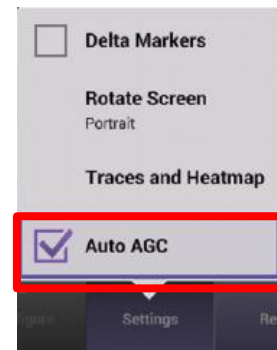 Delta Markers
Rotate Screen
Portrait
Traces and Heatmap
Auto AGC
Settings